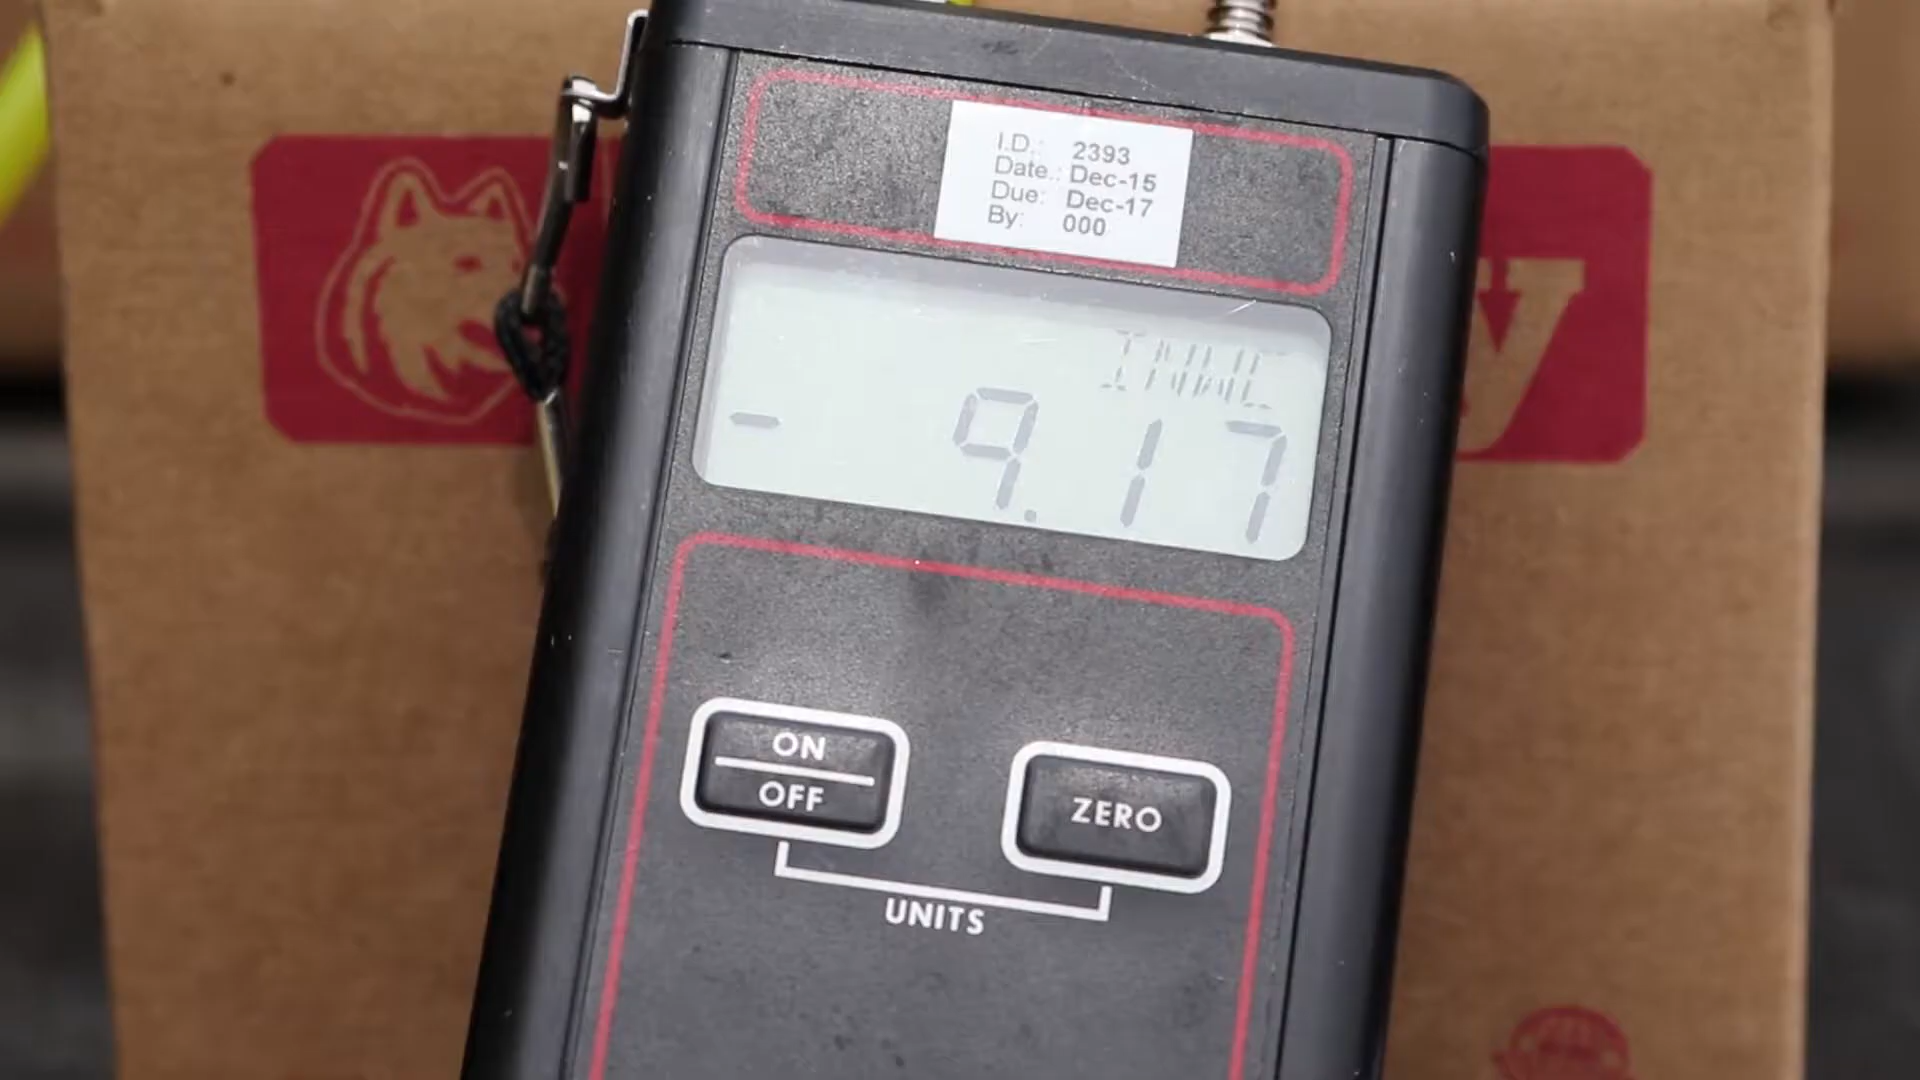 I.D.: 2393
Date.: Dec-15
Due: Dec-17
By: 000
INWC
- 9.17
ON
OFF
ZERO
UNITS
y